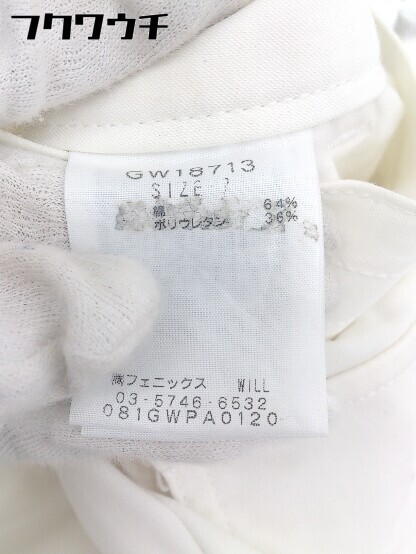 フクワウチ
GW18713
SIZE 2
綿 64%
ポリウレタン 36%
㈱フェニックス WILL
03-5746-6532
081GWPA0120